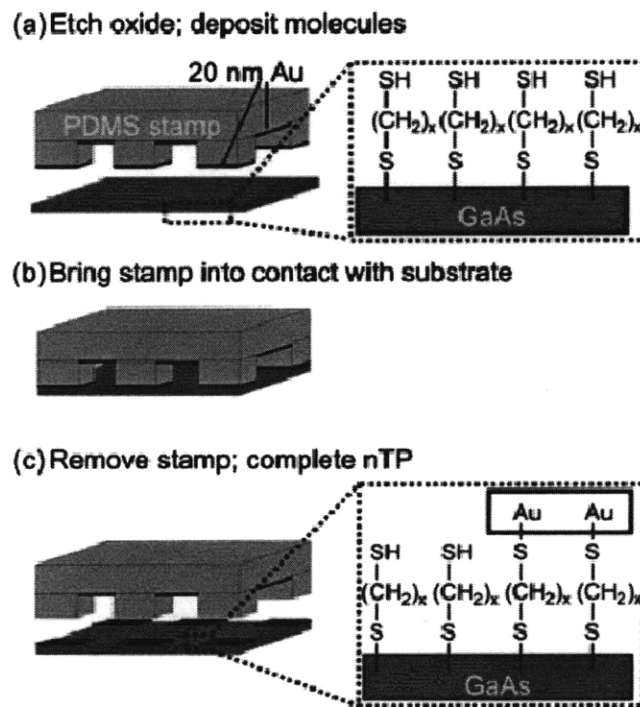 (a) Etch oxide; deposit molecules
20 nm Au
PDMS stamp
SH SH SH SH
(CH₂)ₓ (CH₂)ₓ (CH₂)ₓ (CH₂)ₓ
S S S S
GaAs
(b) Bring stamp into contact with substrate
(c) Remove stamp; complete nTP
Au Au
SH SH S S
(CH₂)ₓ (CH₂)ₓ (CH₂)ₓ (CH₂)ₓ
S S S S
GaAs